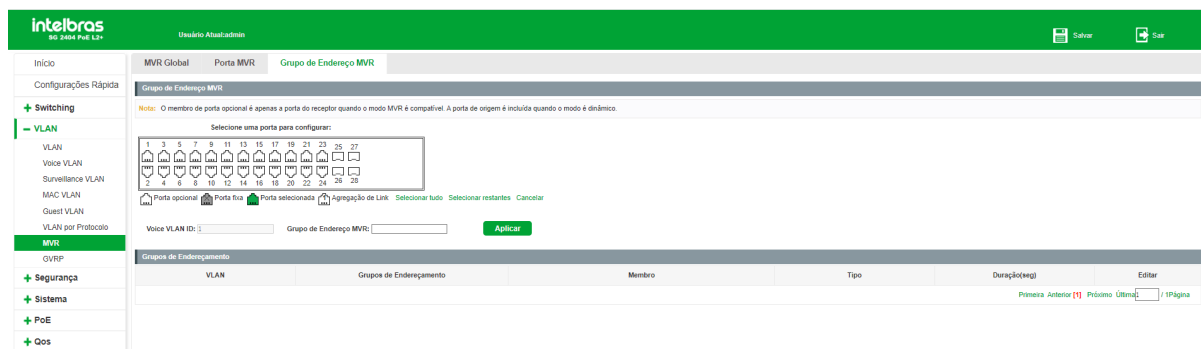 intelbras
SG 2404 PoE L2+
Usuário Atual:admin
Salvar
Sair
Início
Configurações Rápida
+ Switching
− VLAN
VLAN
Voice VLAN
Surveillance VLAN
MAC VLAN
Guest VLAN
VLAN por Protocolo
MVR
GVRP
+ Segurança
+ Sistema
+ PoE
+ Qos
MVR Global Porta MVR Grupo de Endereço MVR
Grupo de Endereço MVR
Nota: O membro de porta opcional é apenas a porta do receptor quando o modo MVR é compatível. A porta de origem é incluída quando o modo é dinâmico.
Selecione uma porta para configurar:
1 3 5 7 9 11 13 15 17 19 21 23 25 27
2 4 6 8 10 12 14 16 18 20 22 24 26 28
Porta opcional Porta fixa Porta selecionada 1 Agregação de Link Selecionar tudo Selecionar restantes Cancelar
Voice VLAN ID: 1 Grupo de Endereço MVR: Aplicar
Grupos de Endereçamento
VLAN Grupos de Endereçamento Membro Tipo Duração(seg) Editar
Primeira Anterior [1] Próximo Última 1 / 1Página